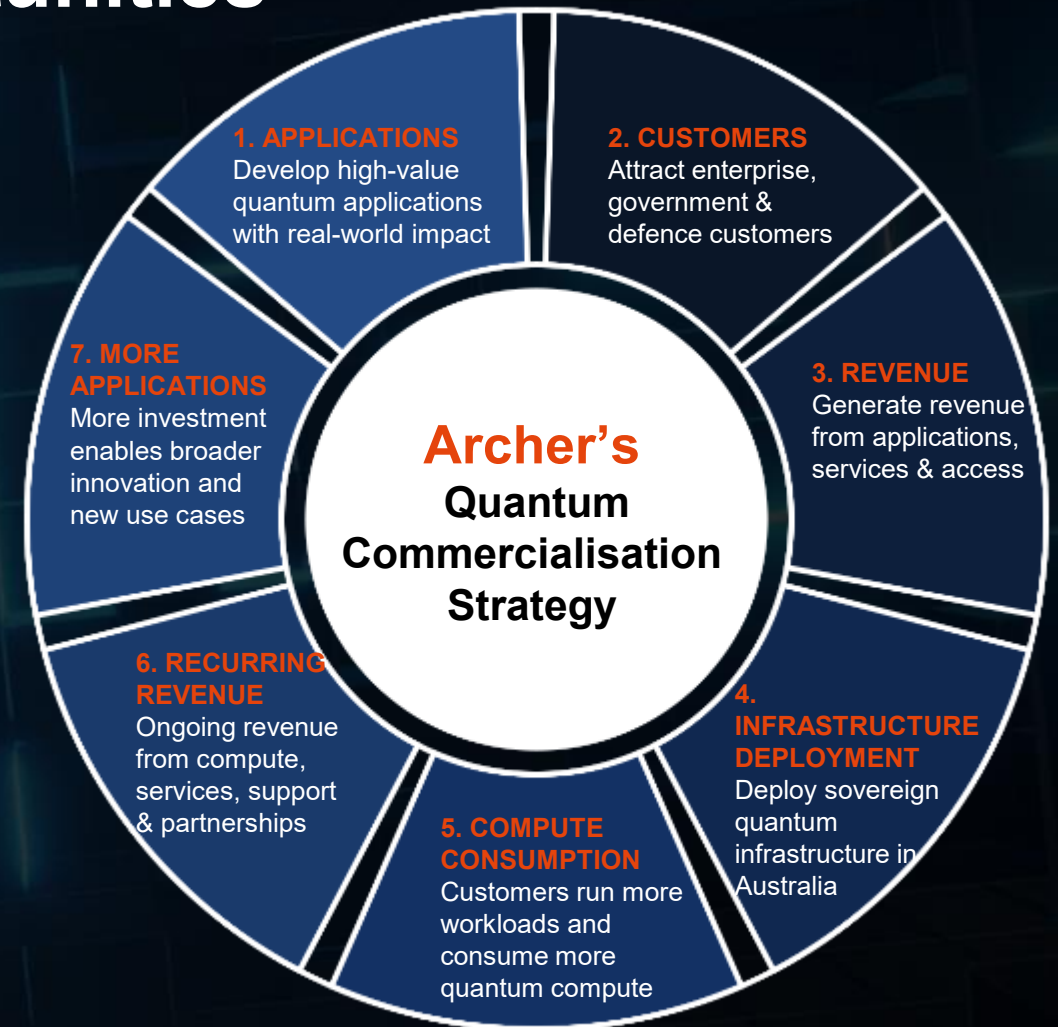 1. APPLICATIONS
Develop high-value
quantum applications
with real-world impact
2. CUSTOMERS
Attract enterprise,
government &
defence customers
3. REVENUE
Generate revenue
from applications,
services & access
4.
INFRASTRUCTURE
DEPLOYMENT
Deploy sovereign
quantum
infrastructure in
Australia
5. COMPUTE
CONSUMPTION
Customers run more
workloads and
consume more
quantum compute
6. RECURRING
REVENUE
Ongoing revenue
from compute,
services, support
& partnerships
7. MORE
APPLICATIONS
More investment
enables broader
innovation and
new use cases
Archer’s
Quantum
Commercialisation
Strategy